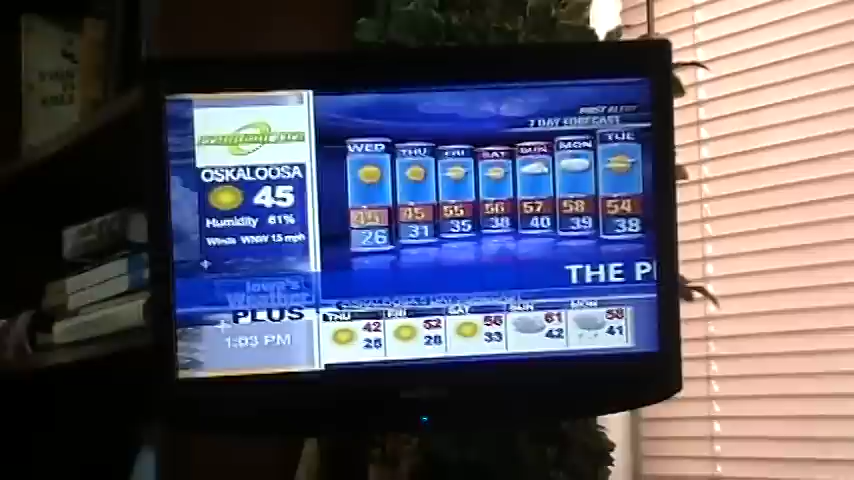 FIRST ALERT
7 DAY FORECAST
OSKALOOSA
45
Humidity 61%
Winds WNW 15 mph
WED THU FRI SAT SUN MON TUE
45 55 56 57 58 54
26 31 35 38 40 39 38
THE P
Iowa's
Weather
PLUS
1:03 PM
THU FRI SAT SUN MON
42 52 56 61 58
25 28 33 42 41